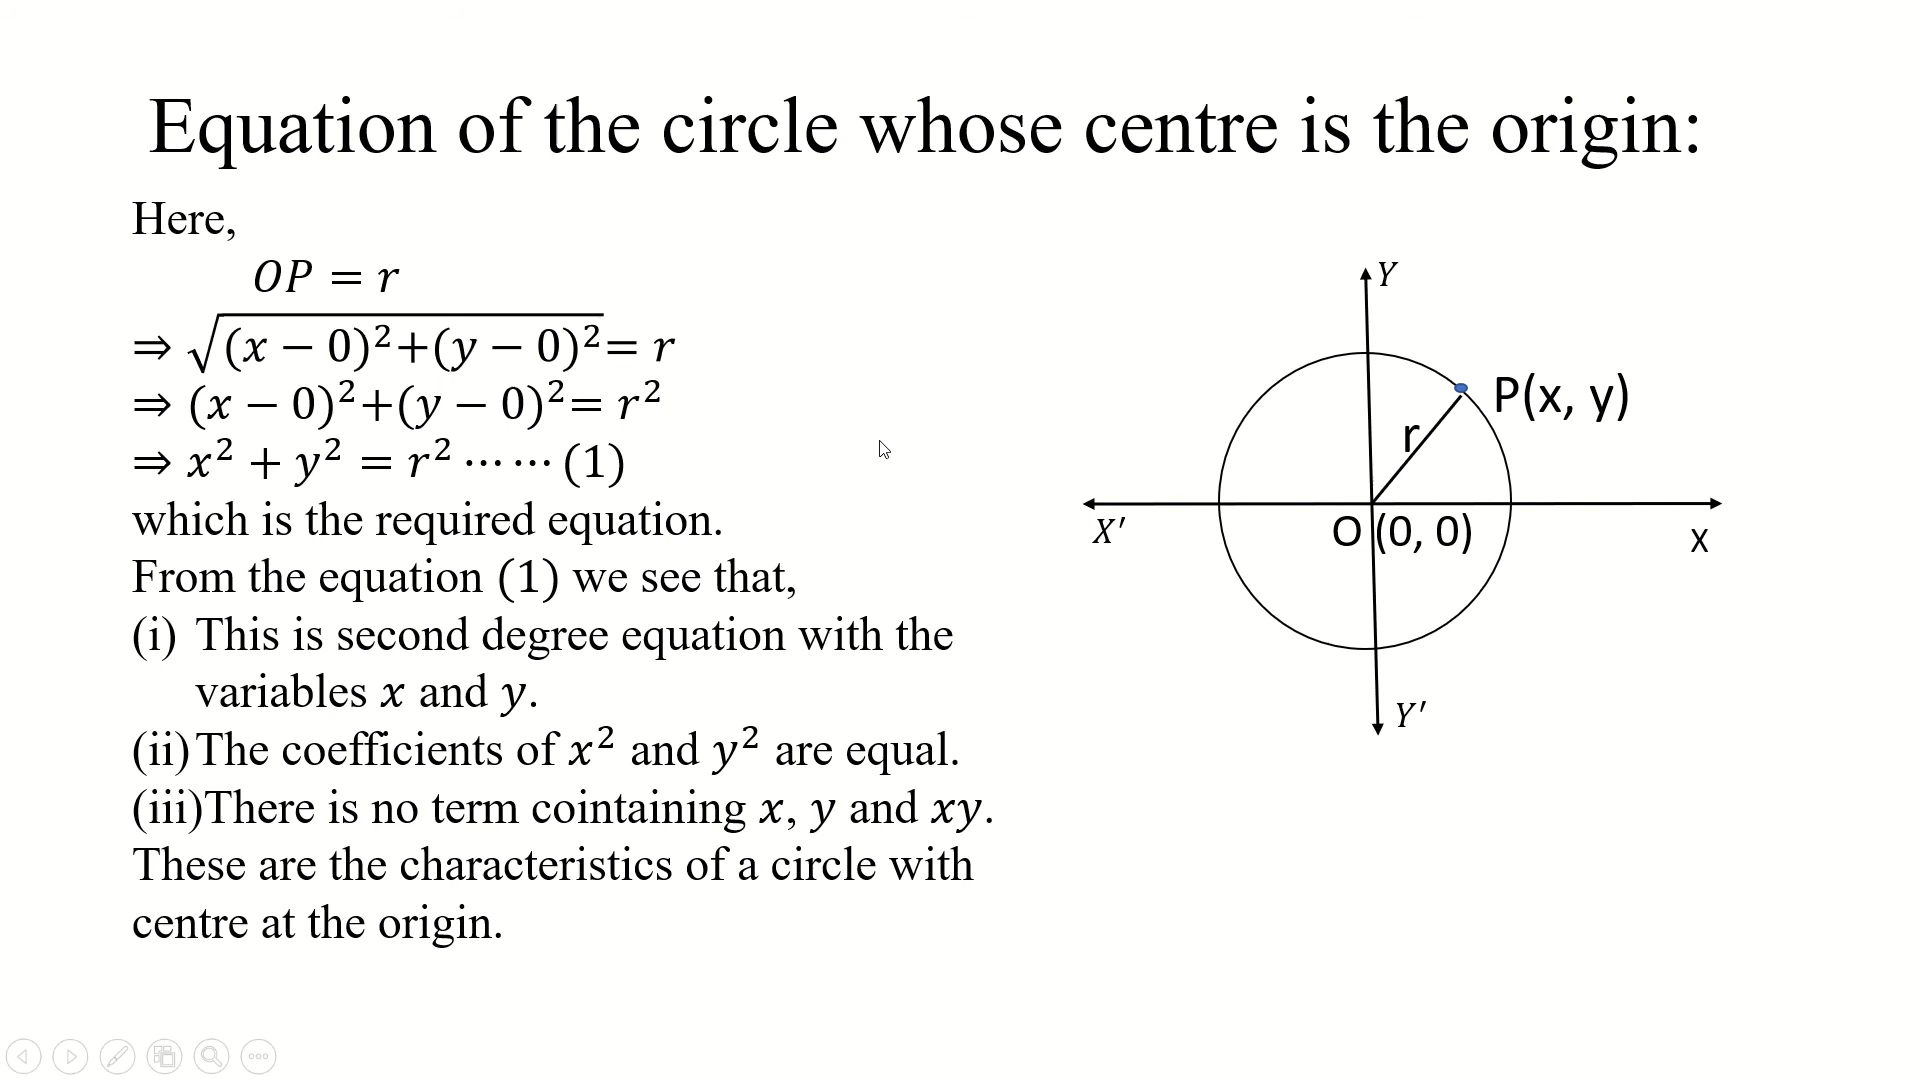 Equation of the circle whose centre is the origin:
Here,
OP = r
⇒ √((x − 0)²+(y − 0)²)= r
⇒ (x − 0)²+(y − 0)²= r²
⇒ x² + y² = r² ⋯⋯ (1)
which is the required equation.
From the equation (1) we see that,
(i) This is second degree equation with the
variables x and y.
(ii) The coefficients of x² and y² are equal.
(iii)There is no term cointaining x, y and xy.
These are the characteristics of a circle with
centre at the origin.
Y
P(x, y)
r
X′
O (0, 0)
X
Y′